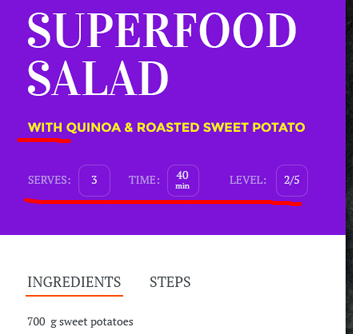 SUPERFOOD
SALAD
WITH QUINOA & ROASTED SWEET POTATO
SERVES: 3 TIME: 40 min LEVEL: 2/5
INGREDIENTS STEPS
700 g sweet potatoes